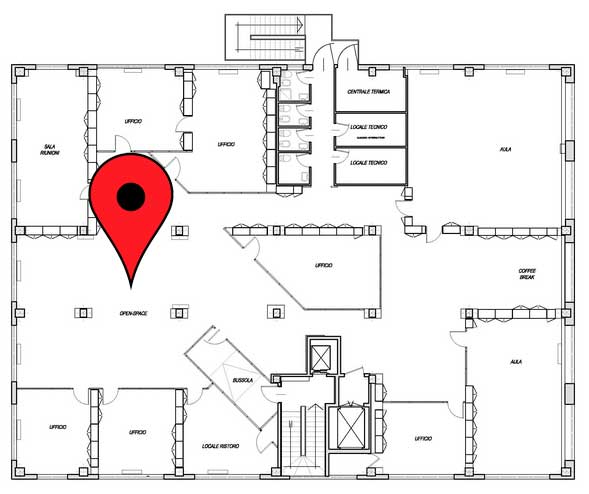 CENTRALE TERMICA
UFFICIO
LOCALE TECNICO
SALA
RIUNIONI
UFFICIO
AULA
LOCALE TECNICO
UFFICIO
COFFEE
BREAK
OPEN-SPACE
AULA
BUSSOLA
UFFICIO
UFFICIO
UFFICIO
LOCALE RISTORO